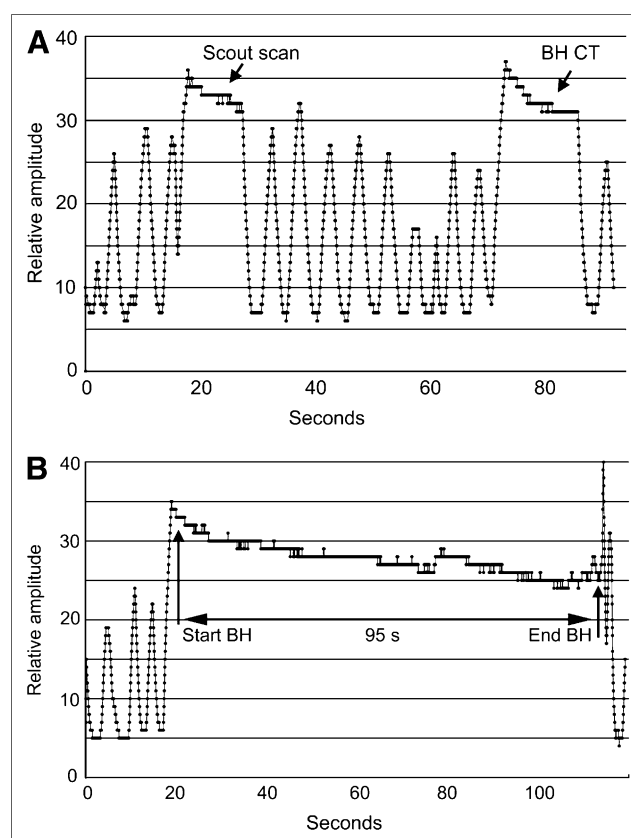 A
40
30
20
10
0
Relative amplitude
Scout scan
BH CT
0 20 40 60 80
Seconds
B
40
30
20
10
0
Relative amplitude
Start BH 95 s End BH
0 20 40 60 80 100
Seconds